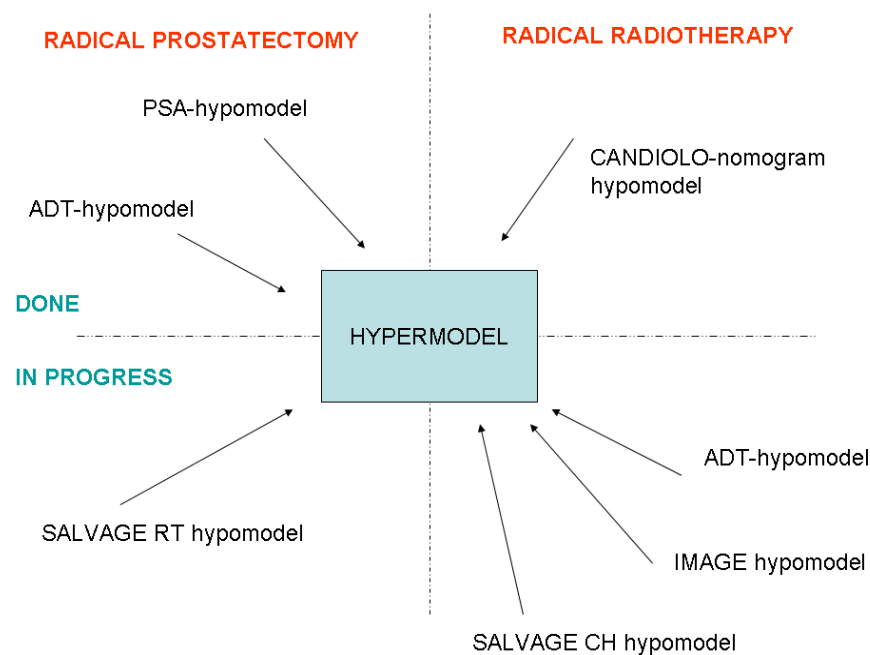 RADICAL PROSTATECTOMY
RADICAL RADIOTHERAPY
PSA-hypomodel
CANDIOLO-nomogram
hypomodel
ADT-hypomodel
DONE
HYPERMODEL
IN PROGRESS
ADT-hypomodel
SALVAGE RT hypomodel
IMAGE hypomodel
SALVAGE CH hypomodel